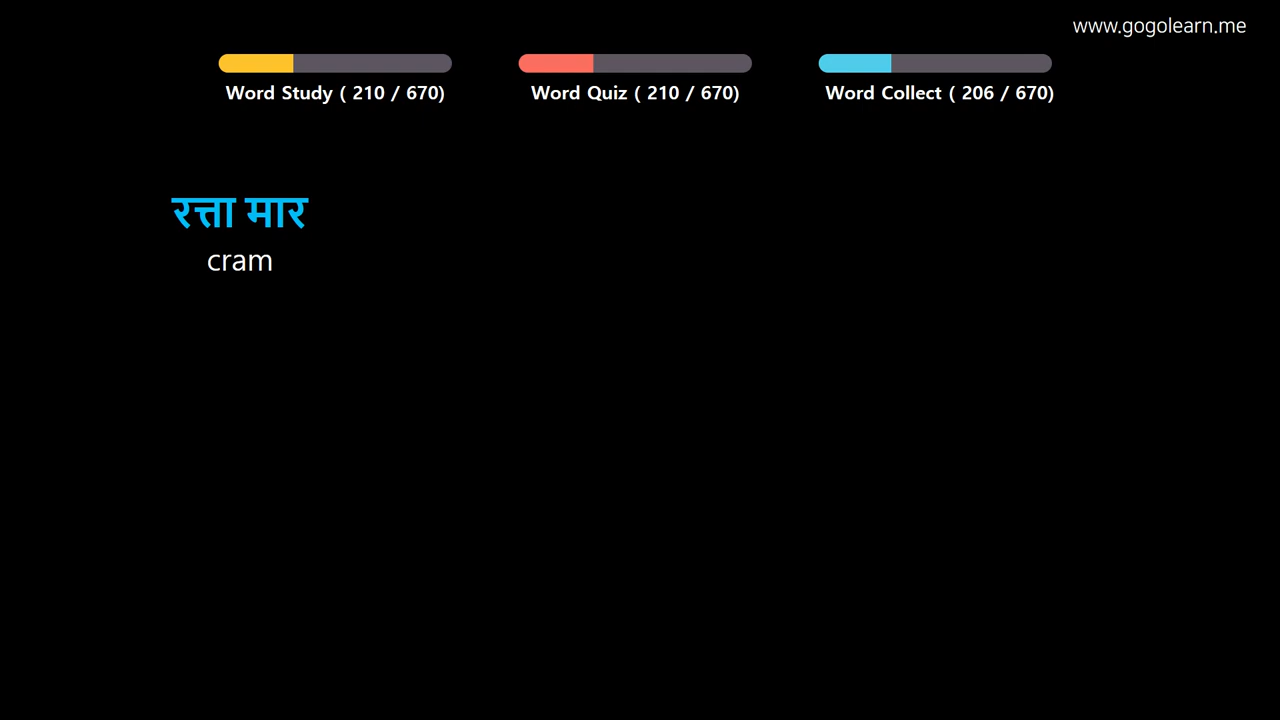 www.gogolearn.me
Word Study ( 210 / 670)
Word Quiz ( 210 / 670)
Word Collect ( 206 / 670)
रत्ता मार
cram